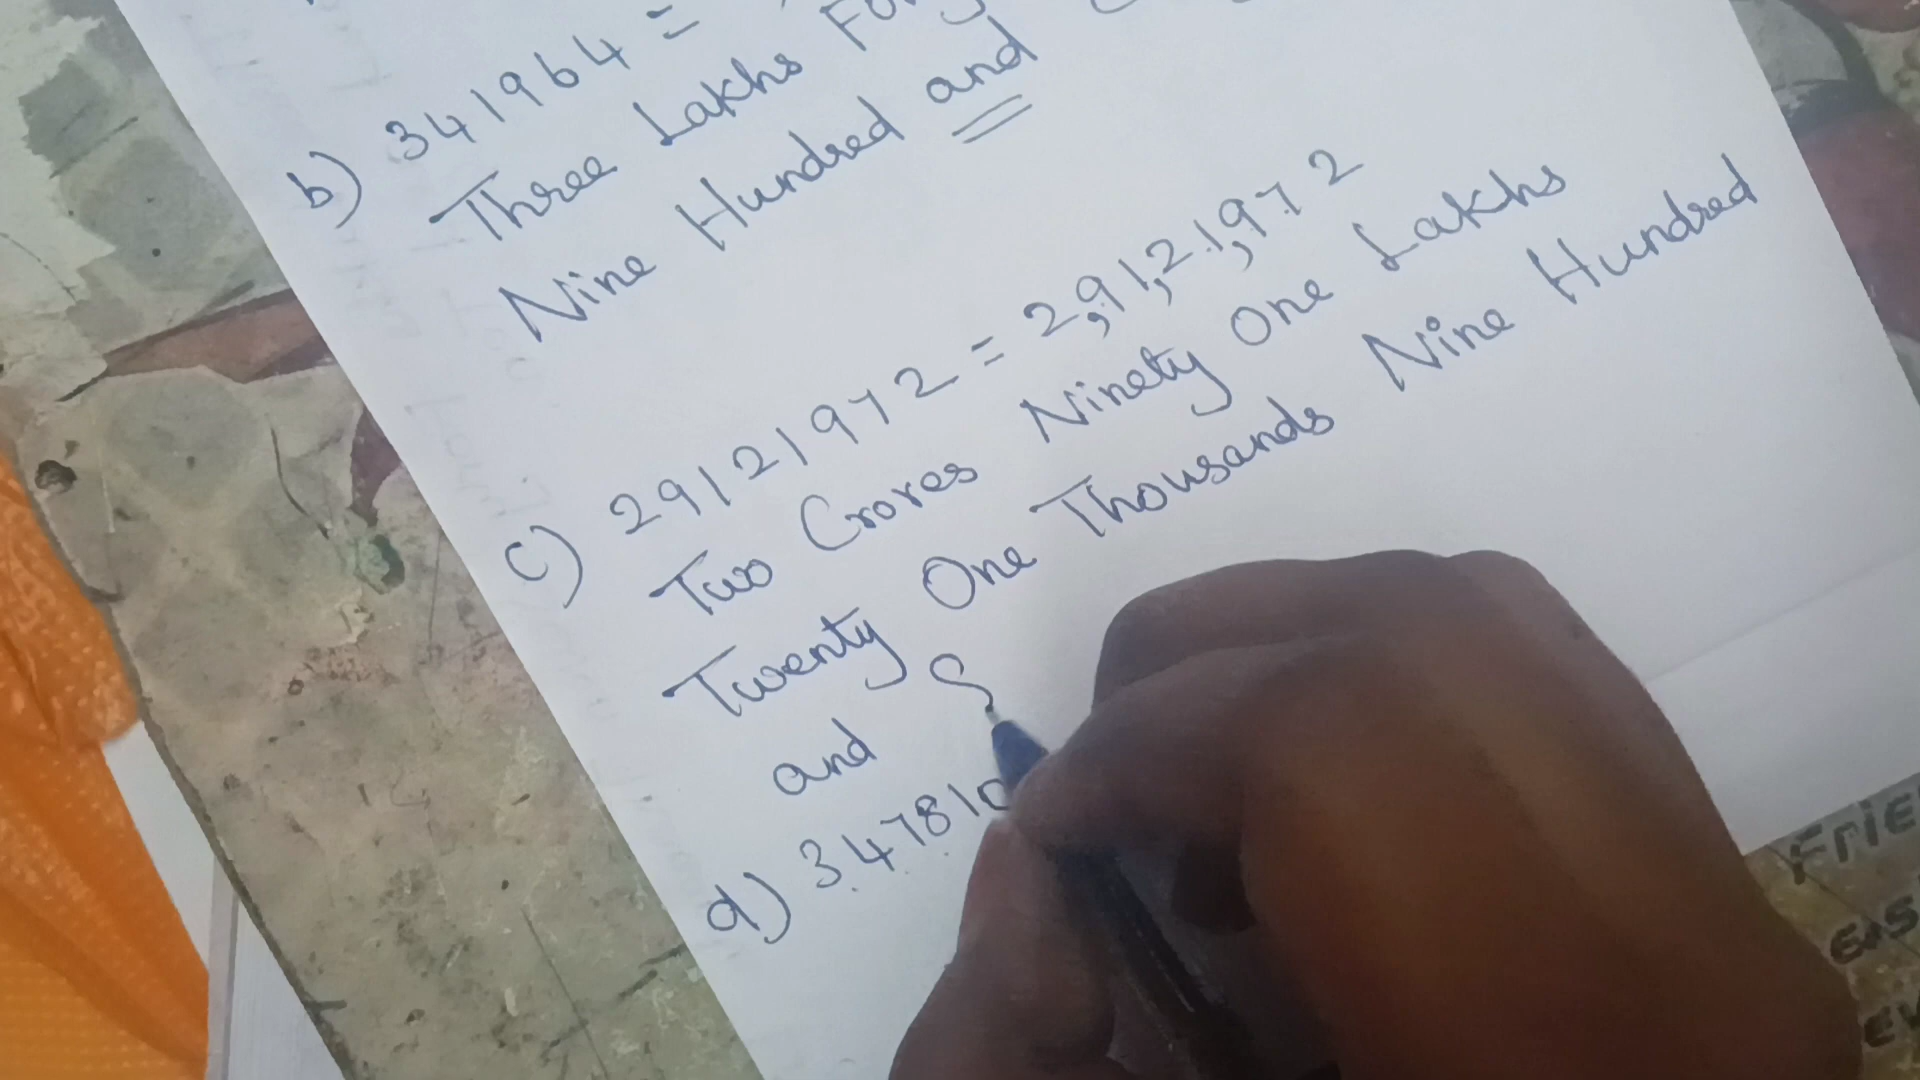 b) 341964 =
Three Lakhs
Nine Hundred and
c) 29121972 = 2,91,21,972
Two Crores Ninety One Lakhs
Twenty One Thousands Nine Hundred
and S
d) 347810